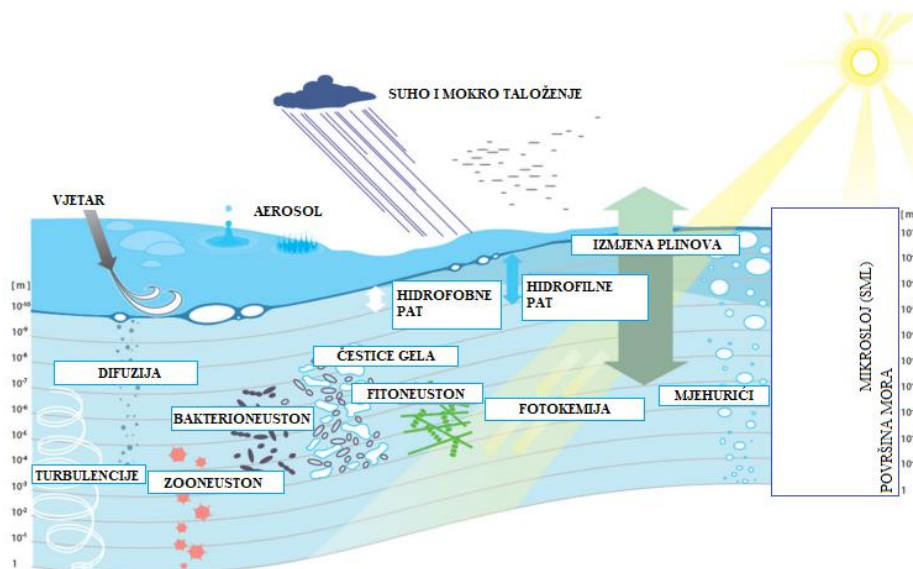 SUHO I MOKRO TALOŽENJE
VJETAR
AEROSOL
IZMJENA PLINOVA
[m]
[m]
HIDROFOBNE
PAT
HIDROFILNE
PAT
10⁻¹⁰
10⁻⁹
10⁻⁸
10⁻⁷
10⁻⁶
10⁻⁵
10⁻⁴
10⁻³
10⁻²
10⁻¹
1
ČESTICE GELA
DIFUZIJA
FITONEUSTON
MJEHURIĆI
BAKTERIONEUSTON
FOTOKEMIJA
TURBULENCIJE
ZOONEUSTON
1
MIKROSLOJ (SML)
POVRŠINA MORA